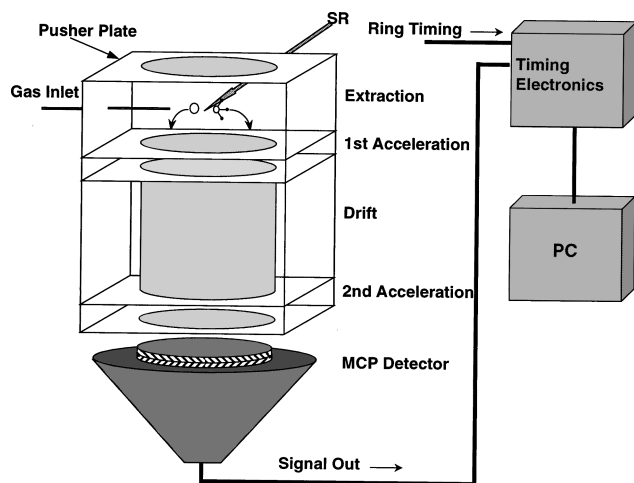 SR
Pusher Plate
Ring Timing
Gas Inlet
Timing
Electronics
Extraction
1st Acceleration
Drift
PC
2nd Acceleration
MCP Detector
Signal Out